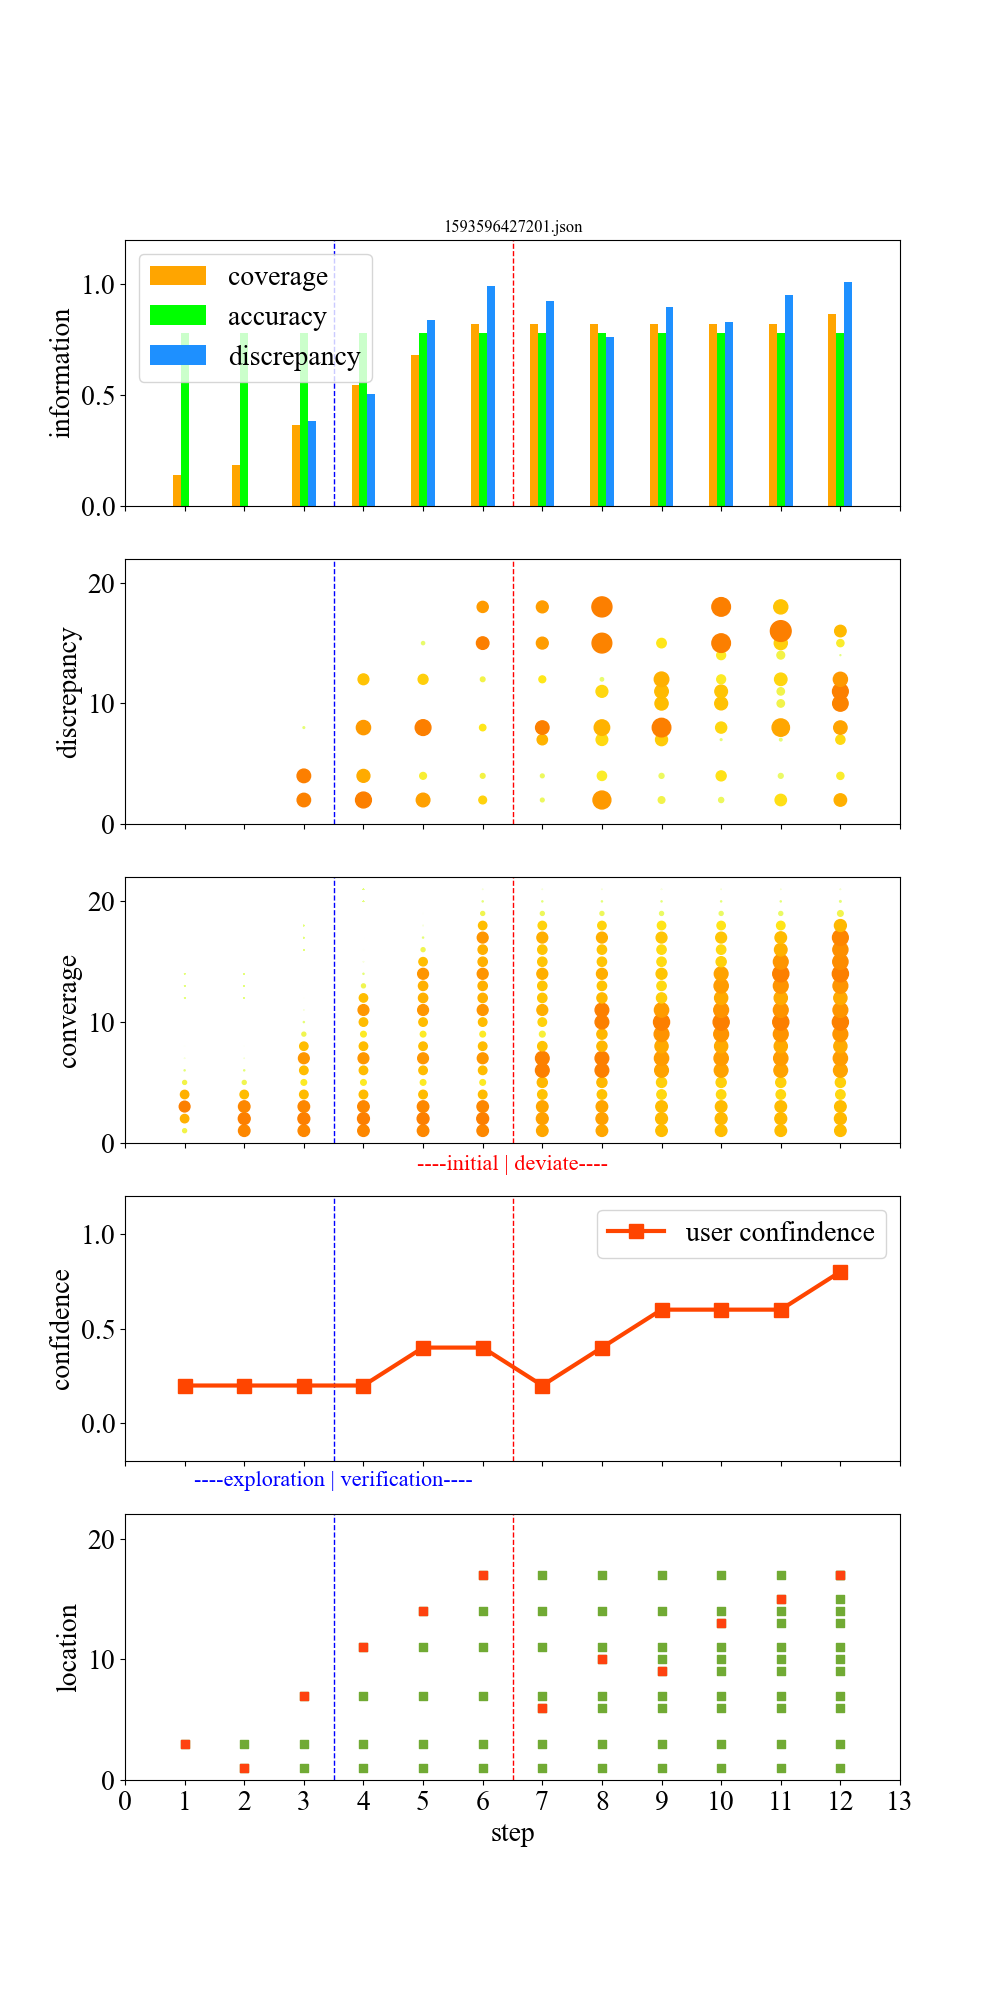 1593596427201.json
1.0
0.5
0.0
information
coverage
accuracy
discrepancy
20
10
0
discrepancy
20
10
0
converage
----initial | deviate----
1.0
0.5
0.0
confidence
user confindence
----exploration | verification----
20
10
0
location
0 1 2 3 4 5 6 7 8 9 10 11 12 13
step